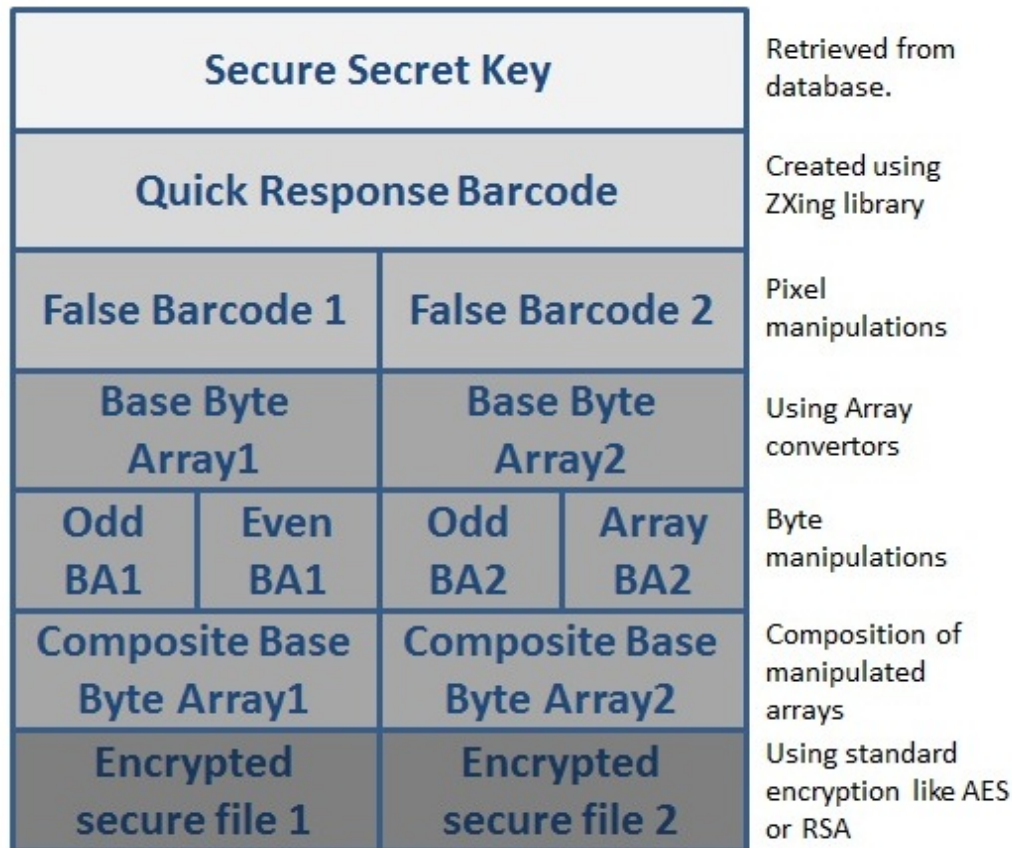 Secure Secret Key
Retrieved from
database.
Quick Response Barcode
Created using
ZXing library
False Barcode 1
False Barcode 2
Pixel
manipulations
Base Byte
Array1
Base Byte
Array2
Using Array
convertors
Odd
BA1
Even
BA1
Odd
BA2
Array
BA2
Byte
manipulations
Composite Base
Byte Array1
Composite Base
Byte Array2
Composition of
manipulated
arrays
Encrypted
secure file 1
Encrypted
secure file 2
Using standard
encryption like AES
or RSA